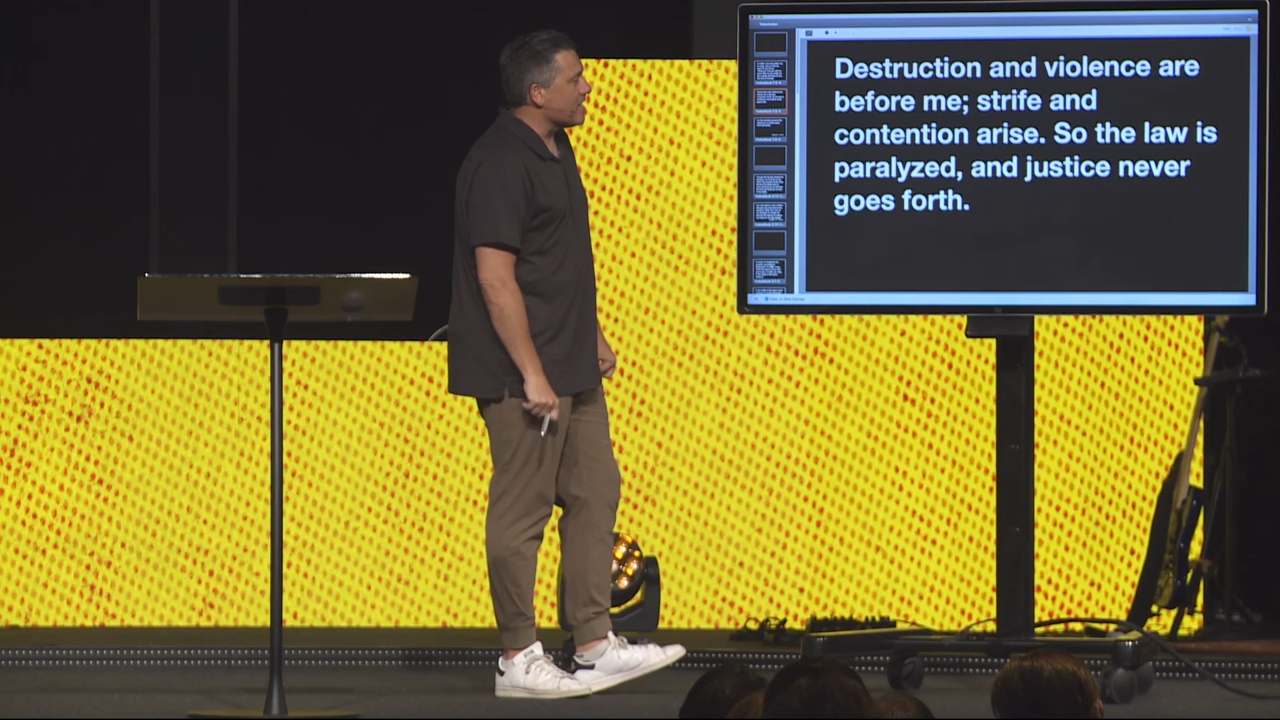 Destruction and violence are
before me; strife and
contention arise. So the law is
paralyzed, and justice never
goes forth.